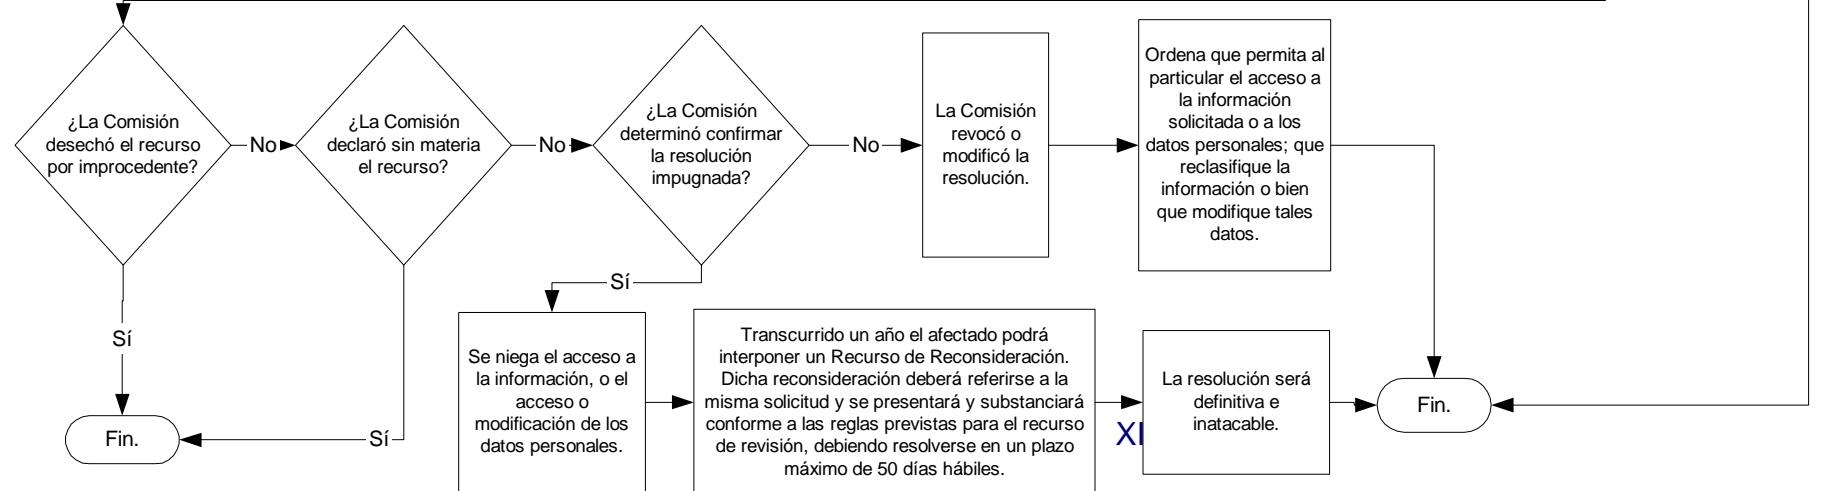 ¿La Comisión
desechó el recurso
por improcedente?
No
¿La Comisión
declaró sin materia
el recurso?
No
¿La Comisión
determinó confirmar
la resolución
impugnada?
No
La Comisión
revocó o
modificó la
resolución.
Ordena que permita al
particular el acceso a
la información
solicitada o a los
datos personales; que
reclasifique la
información o bien
que modifique tales
datos.
Sí
Sí
Fin.
Sí
Se niega el acceso a
la información, o el
acceso o
modificación de los
datos personales.
Transcurrido un año el afectado podrá
interponer un Recurso de Reconsideración.
Dicha reconsideración deberá referirse a la
misma solicitud y se presentará y substanciará
conforme a las reglas previstas para el recurso
de revisión, debiendo resolverse en un plazo
máximo de 50 días hábiles.
XI
La resolución será
definitiva e
inatacable.
Fin.